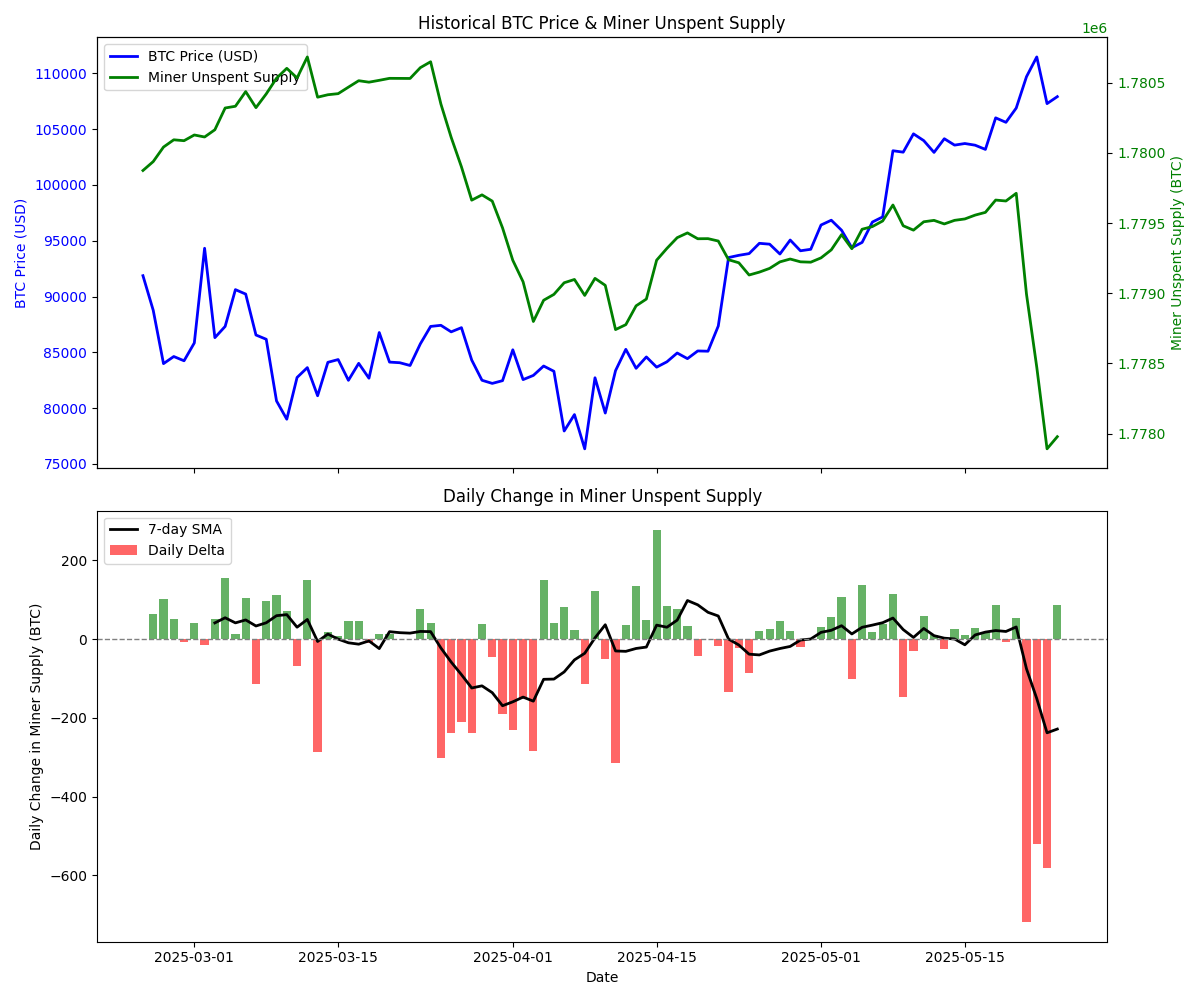 Historical BTC Price & Miner Unspent Supply
1e6
BTC Price (USD)
Miner Unspent Supply
110000
105000
100000
95000
90000
85000
80000
75000
BTC Price (USD)
1.7805
1.7800
1.7795
1.7790
1.7785
1.7780
Miner Unspent Supply (BTC)
Daily Change in Miner Unspent Supply
7-day SMA
Daily Delta
200
0
−200
−400
−600
Daily Change in Miner Supply (BTC)
2025-03-01 2025-03-15 2025-04-01 2025-04-15 2025-05-01 2025-05-15
Date